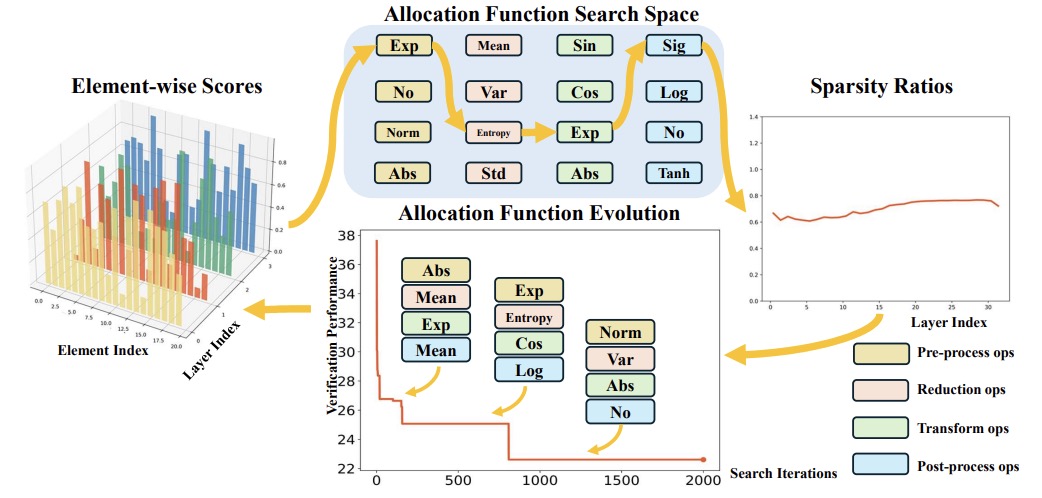 Allocation Function Search Space
Exp Mean Sin Sig
No Var Cos Log
Norm Entropy Exp No
Abs Std Abs Tanh
Element-wise Scores
0.8
0.6
0.4
0.2
0.0
0.0 2.5 5.0 7.5 10.0 12.5 15.0 17.5 20.0
0 1 2 3
Element Index
Layer Index
Sparsity Ratios
1.4
1.2
1.0
0.8
0.6
0.4
0.2
0.0
0 5 10 15 20 25 30
Layer Index
Allocation Function Evolution
Verification Performance
38
36
34
32
30
28
26
24
22
0 500 1000 1500 2000
Search Iterations
Abs
Mean
Exp
Mean
Exp
Entropy
Cos
Log
Norm
Var
Abs
No
Pre-process ops
Reduction ops
Transform ops
Post-process ops